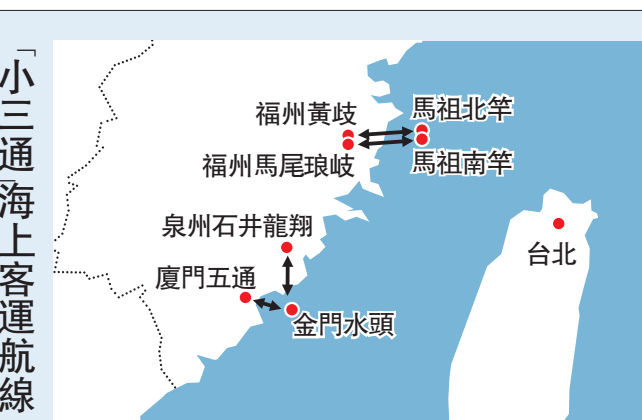 「小三通」海上客運航線
福州黃歧
馬祖北竿
福州馬尾琅岐
馬祖南竿
泉州石井龍翔
台北
廈門五通
金門水頭